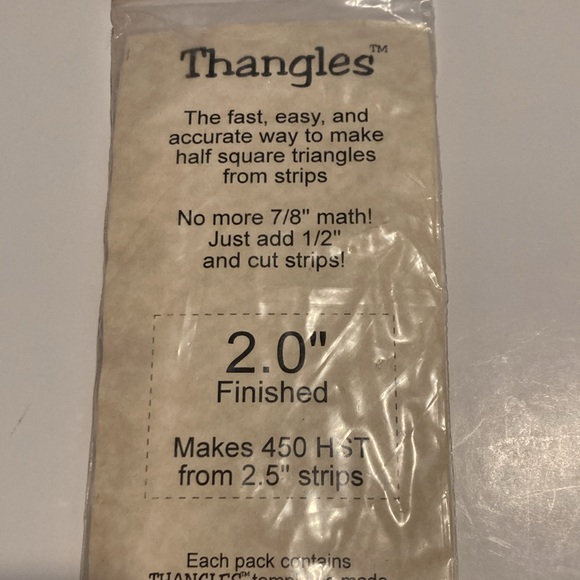 Thangles™
The fast, easy, and
accurate way to make
half square triangles
from strips
No more 7/8" math!
Just add 1/2"
and cut strips!
2.0"
Finished
Makes 450 HST
from 2.5" strips
Each pack contains
THANGLES™ made